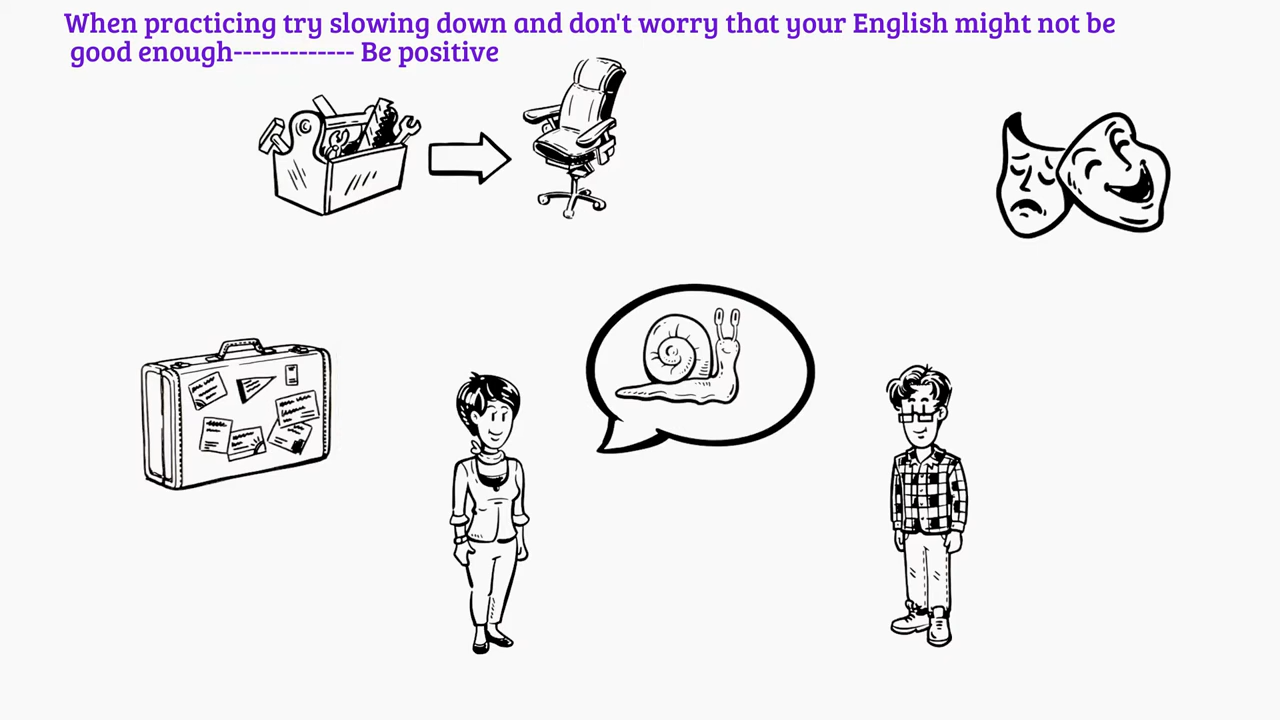 When practicing try slowing down and don't worry that your English might not be
good enough------------- Be positive